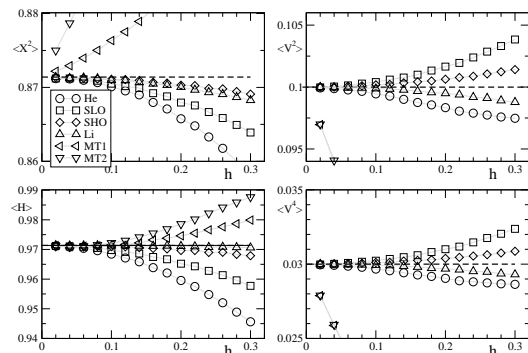 0.88
<X²>
0.87
0.86
0 0.1 0.2 0.3
h
He
SLO
SHO
Li
MT1
MT2
0.105
<V²>
0.1
0.095
0 0.1 0.2 0.3
h
0.99
<H>
0.98
0.97
0.96
0.95
0.94
0 0.1 0.2 0.3
h
0.035
<V⁴>
0.03
0.025
0 0.1 0.2 0.3
h